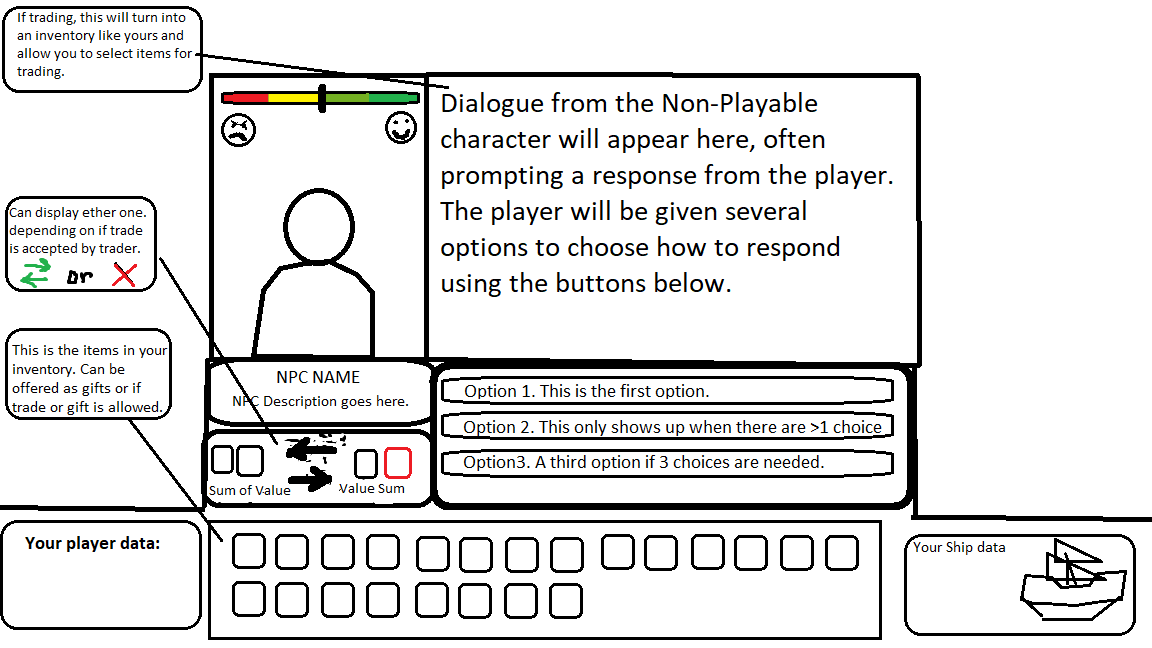 If trading, this will turn into
an inventory like yours and
allow you to select items for
trading.
Dialogue from the Non-Playable
character will appear here, often
prompting a response from the player.
The player will be given several
options to choose how to respond
using the buttons below.
Can display ether one.
depending on if trade
is accepted by trader.
or
This is the items in your
inventory. Can be
offered as gifts or if
trade or gift is allowed.
NPC NAME
NPC Description goes here.
Option 1. This is the first option.
Option 2. This only shows up when there are >1 choice
Option3. A third option if 3 choices are needed.
Sum of Value
Value Sum
Your player data:
Your Ship data